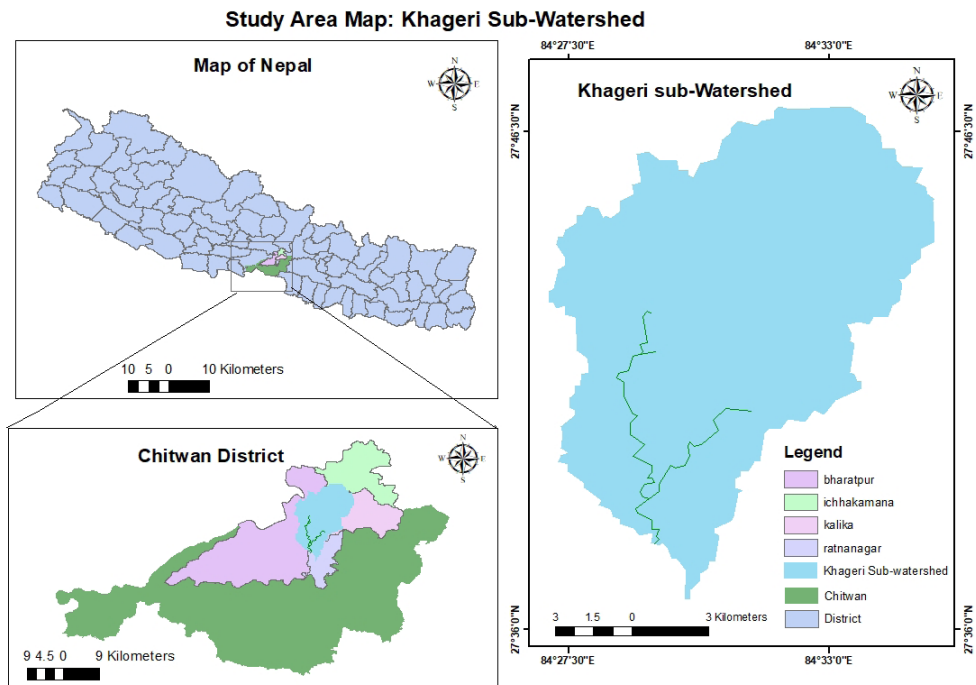 Study Area Map: Khageri Sub-Watershed
Map of Nepal
N
W E
S
10 5 0 10 Kilometers
Chitwan District
N
W E
S
9 4.5 0 9 Kilometers
84°27'30"E 84°33'0"E
Khageri sub-Watershed
N
W E
S
27°46'30"N
27°46'30"N
Legend
bharatpur
ichhakamana
kalika
ratnanagar
Khageri Sub-watershed
Chitwan
District
3 1.5 0 3 Kilometers
27°36'0"N
27°36'0"N
84°27'30"E 84°33'0"E